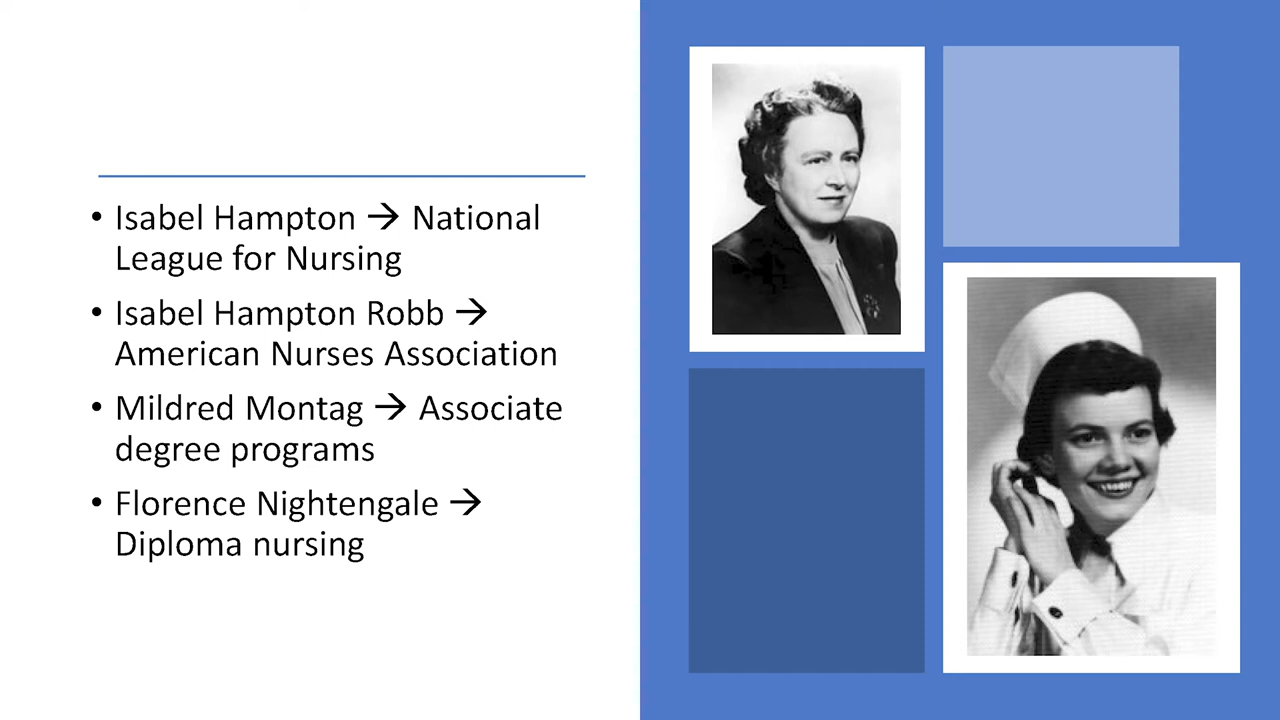 • Isabel Hampton → National
League for Nursing
• Isabel Hampton Robb →
American Nurses Association
• Mildred Montag → Associate
degree programs
• Florence Nightengale →
Diploma nursing